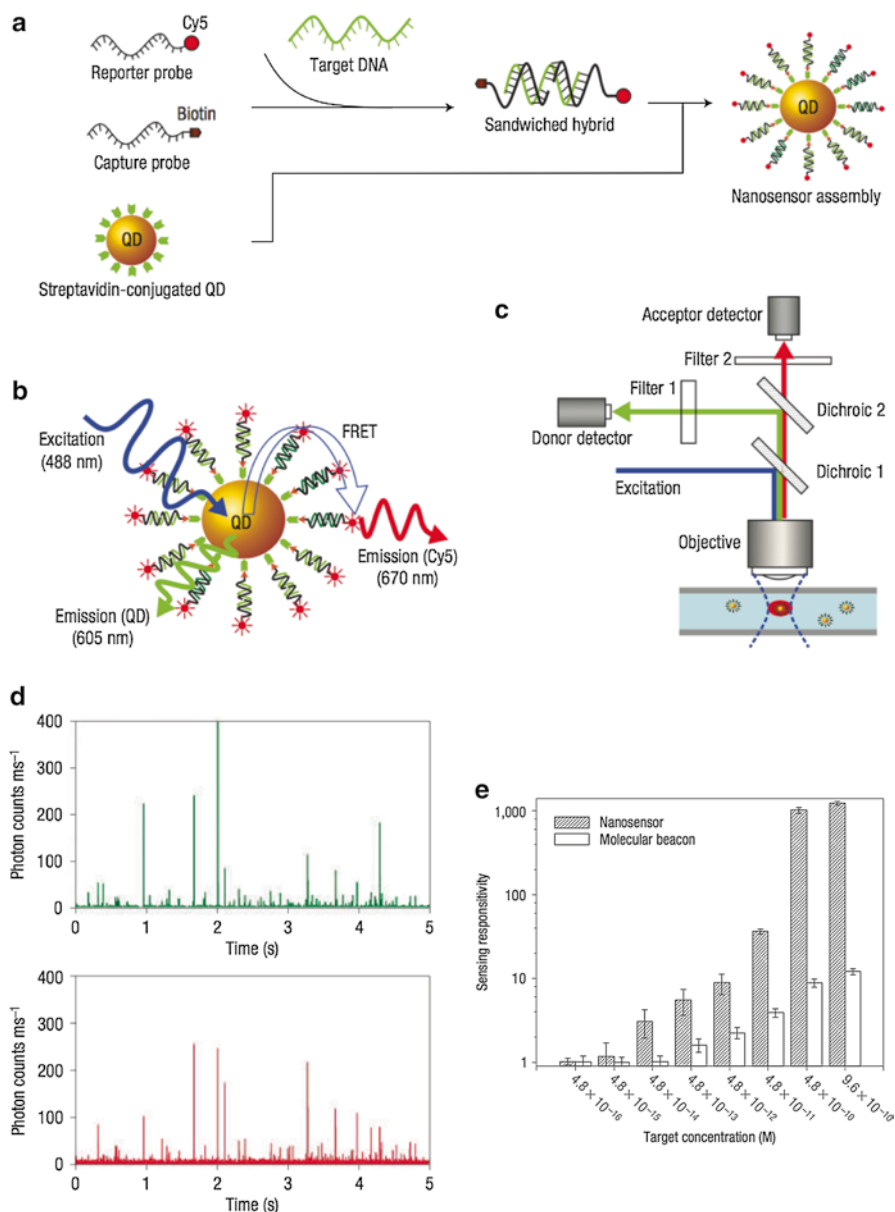 a
Cy5
Reporter probe
Target DNA
Biotin
Capture probe
Sandwiched hybrid
QD
Nanosensor assembly
QD
Streptavidin-conjugated QD
b
Excitation
(488 nm)
FRET
QD
Emission (Cy5)
(670 nm)
Emission (QD)
(605 nm)
c
Acceptor detector
Filter 2
Filter 1
Dichroic 2
Donor detector
Dichroic 1
Excitation
Objective
d
Photon counts ms⁻¹
400
300
200
100
0
0 1 2 3 4 5
Time (s)
Photon counts ms⁻¹
400
300
200
100
0
0 1 2 3 4 5
Time (s)
e
Sensing responsitivity
1,000
100
10
1
Nanosensor
Molecular beacon
4.8 × 10⁻¹⁶
4.8 × 10⁻¹⁵
4.8 × 10⁻¹⁴
4.8 × 10⁻¹³
4.8 × 10⁻¹²
4.8 × 10⁻¹¹
4.8 × 10⁻¹⁰
9.6 × 10⁻¹⁰
Target concentration (M)